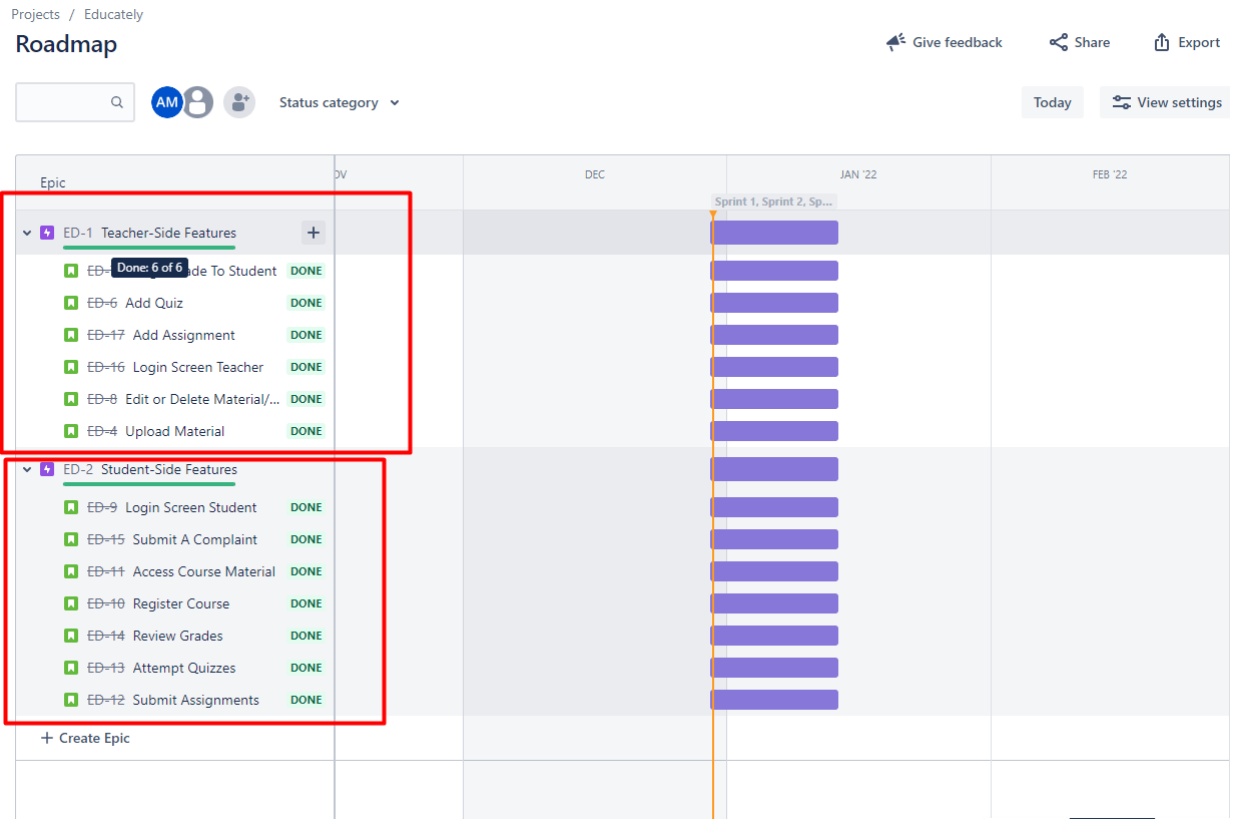 Projects / Educately
Roadmap
Give feedback
Share
Export
AM
Status category
Today
View settings
Epic
DEC
JAN '22
FEB '22
Sprint 1, Sprint 2, Sp...
ED-1 Teacher-Side Features
Done: 6 of 6
To Student DONE
ED-6 Add Quiz DONE
ED-17 Add Assignment DONE
ED-16 Login Screen Teacher DONE
ED-8 Edit or Delete Material/... DONE
ED-4 Upload Material DONE
ED-2 Student-Side Features
ED-9 Login Screen Student DONE
ED-15 Submit A Complaint DONE
ED-11 Access Course Material DONE
ED-10 Register Course DONE
ED-14 Review Grades DONE
ED-13 Attempt Quizzes DONE
ED-12 Submit Assignments DONE
+ Create Epic